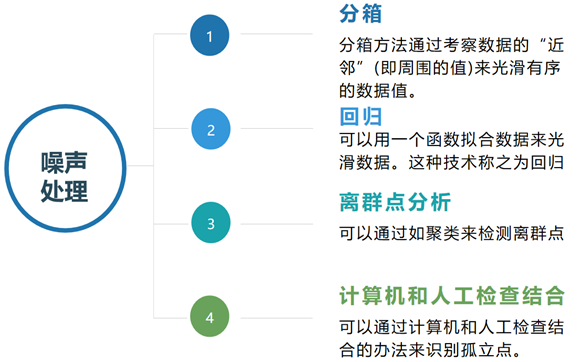 噪声
处理
1
分箱
分箱方法通过考察数据的“近
邻”(即周围的值)来光滑有序
的数据值。
2
回归
可以用一个函数拟合数据来光
滑数据。这种技术称之为回归
3
离群点分析
可以通过如聚类来检测离群点
4
计算机和人工检查结合
可以通过计算机和人工检查结
合的办法来识别孤立点。